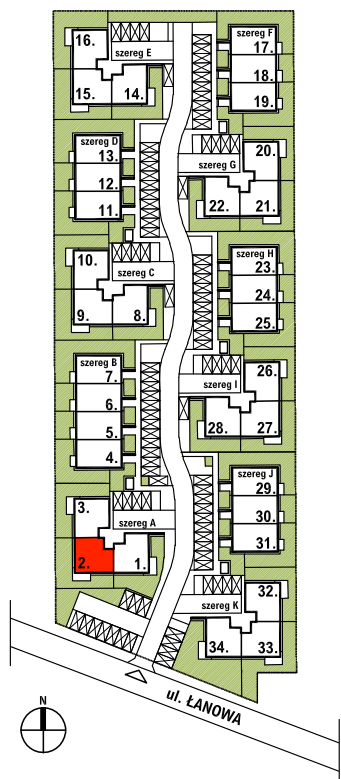 16.
szereg E
15.
14.
szereg F
17.
18.
19.
szereg D
13.
12.
11.
20.
szereg G
22.
21.
10.
szereg C
9.
8.
szereg H
23.
24.
25.
szereg B
7.
6.
5.
4.
26.
szereg I
28.
27.
szereg J
29.
30.
31.
3.
szereg A
2.
1.
32.
szereg K
34.
33.
ul. ŁANOWA
N